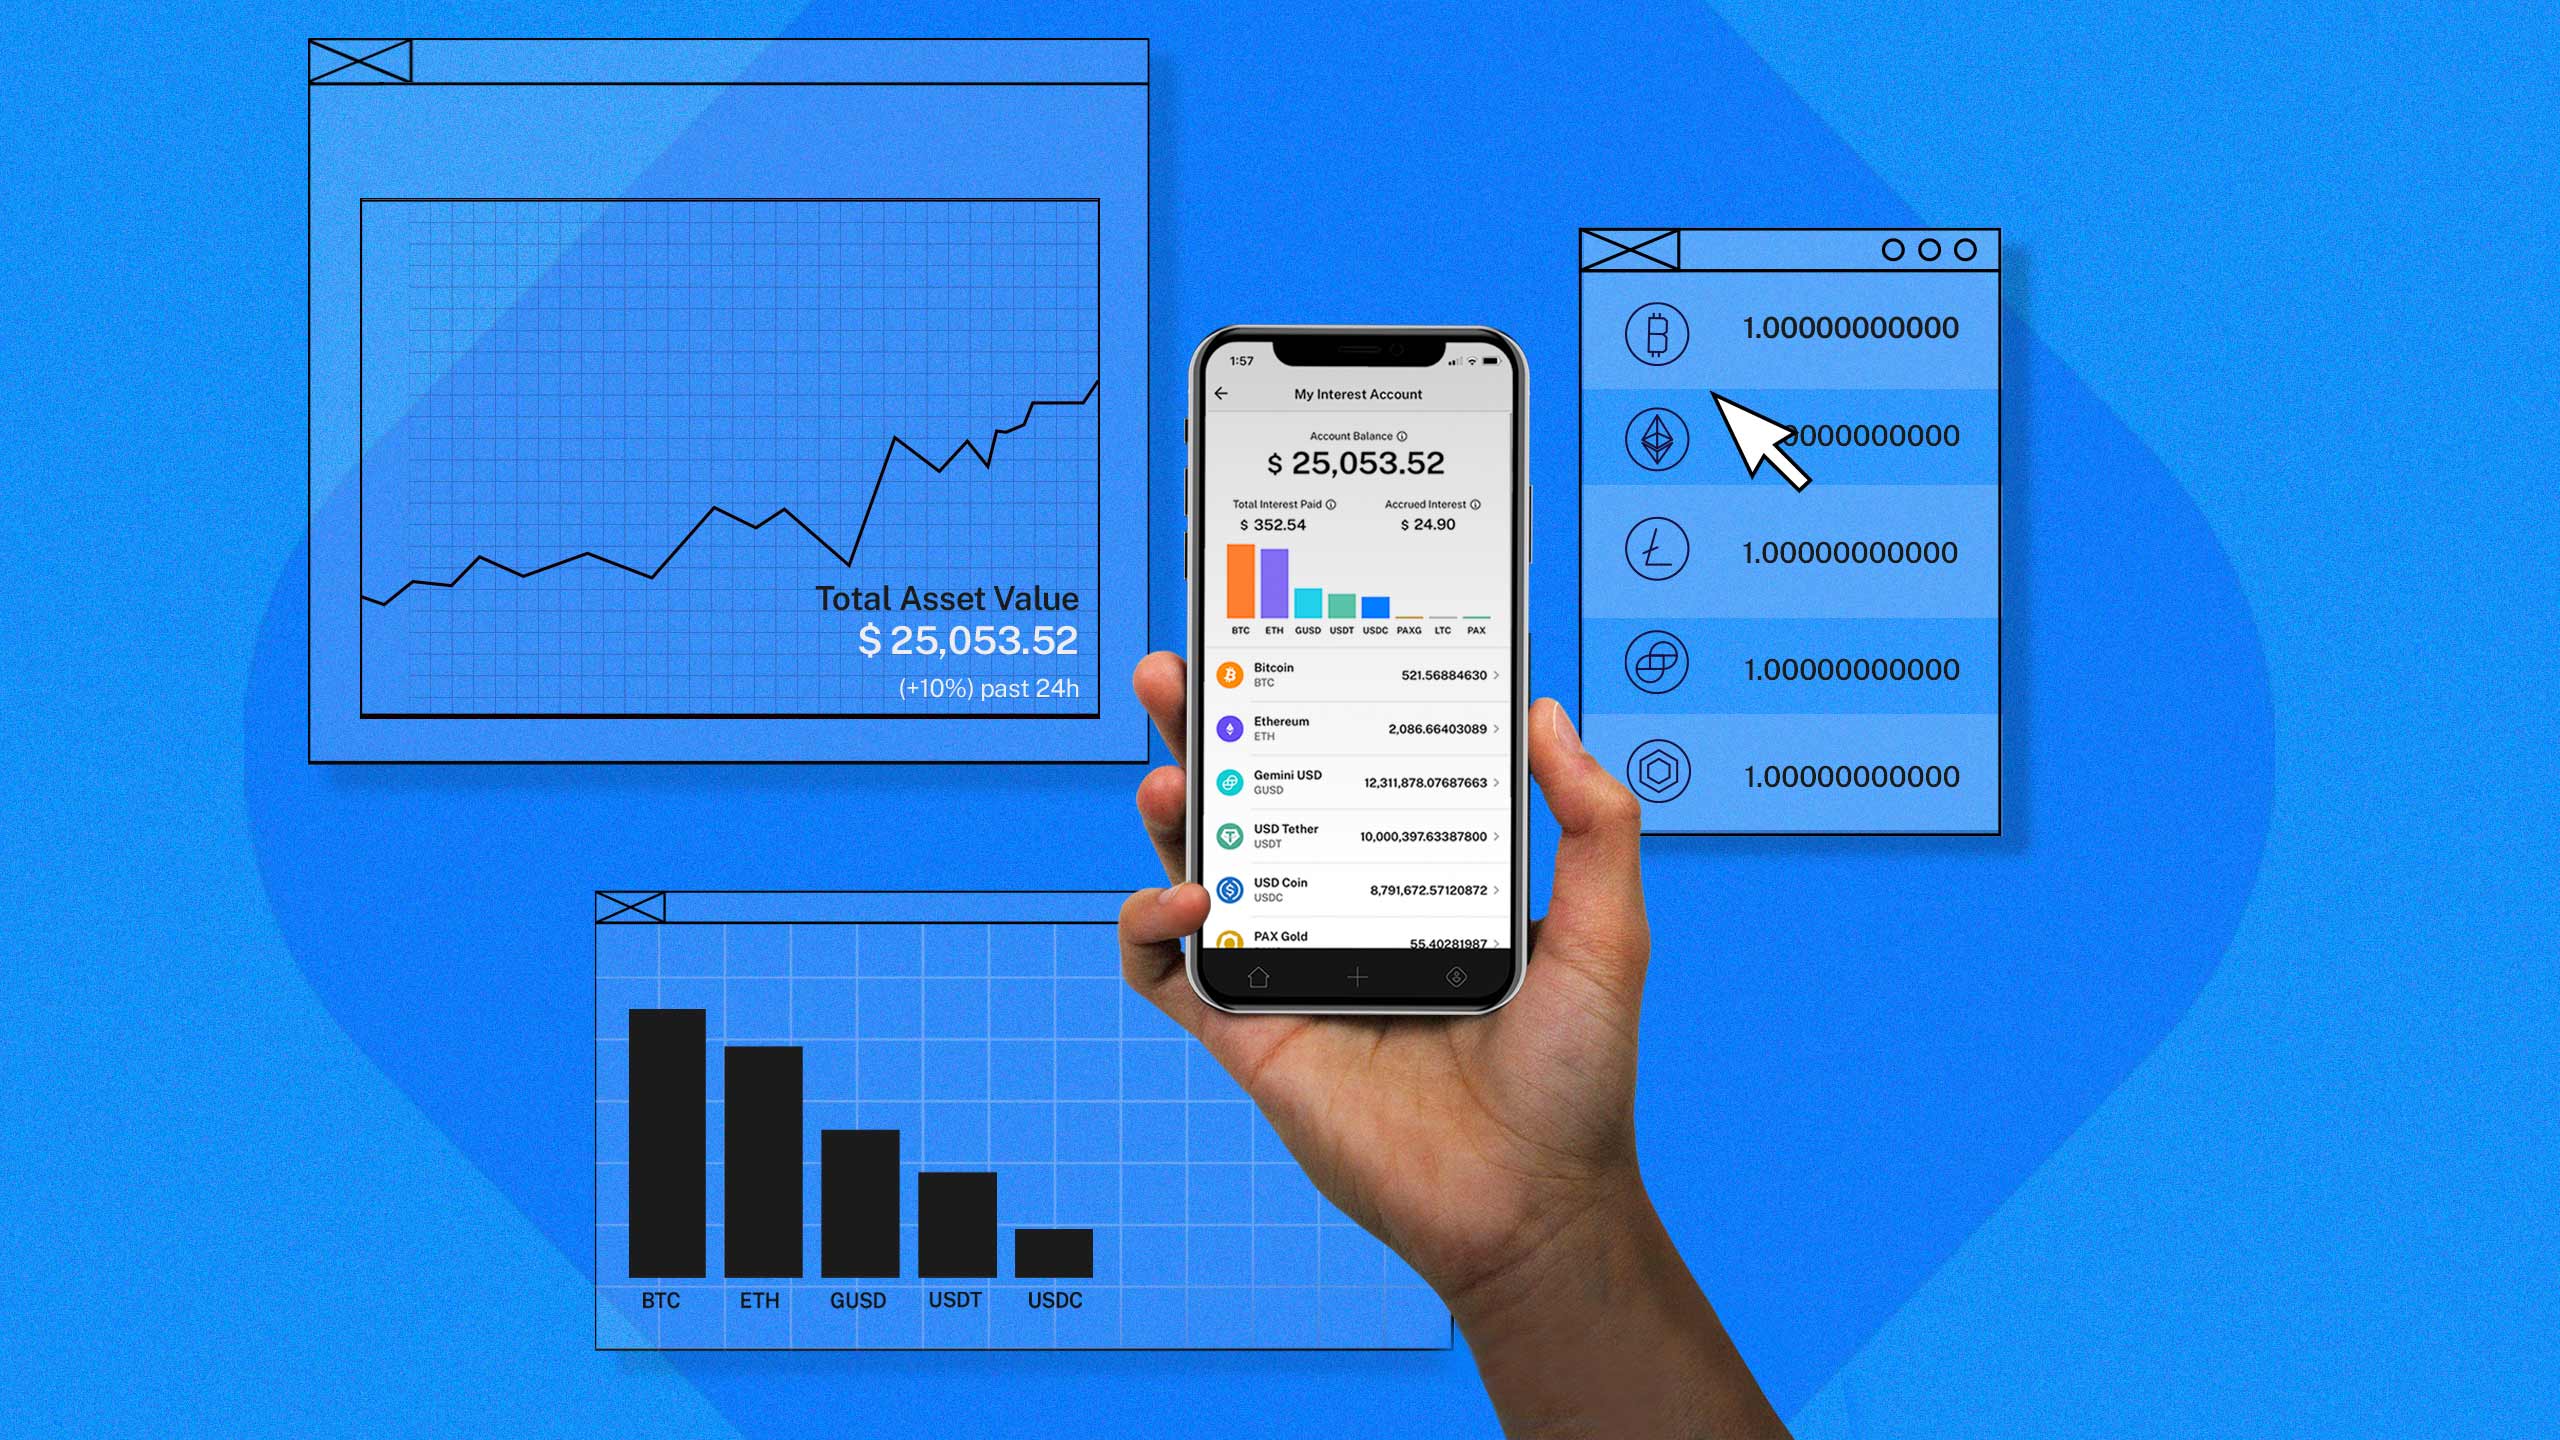 Total Asset Value
$ 25,053.52
(+10%) past 24h
1:57
My Interest Account
Account Balance
$ 25,053.52
Total Interest Paid Accrued Interest
$ 352.54 $ 24.90
BTC ETH GUSD USDT USDC PAXG LTC PAX
Bitcoin 521.56884630
BTC
Ethereum 2,086.66403089
ETH
Gemini USD 12,311,878.07687663
GUSD
USD Tether 10,000,397.63387800
USDT
USD Coin 8,791,672.57120872
USDC
PAX Gold 55.40281987
1.00000000000
0000000000
1.00000000000
1.00000000000
1.00000000000
BTC ETH GUSD USDT USDC